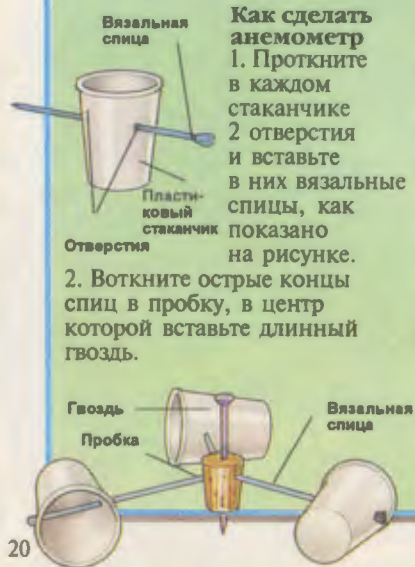 Вязальная
спица
Пласти-
ковый
стаканчик
Отверстия
Как сделать
анемометр
1. Проткните
в каждом
стаканчике
2 отверстия
и вставьте
в них вязальные
спицы, как
показано
на рисунке.
2. Воткните острые концы
спиц в пробку, в центр
которой вставьте длинный
гвоздь.
Гвоздь
Пробка
Вязальная
спица
20